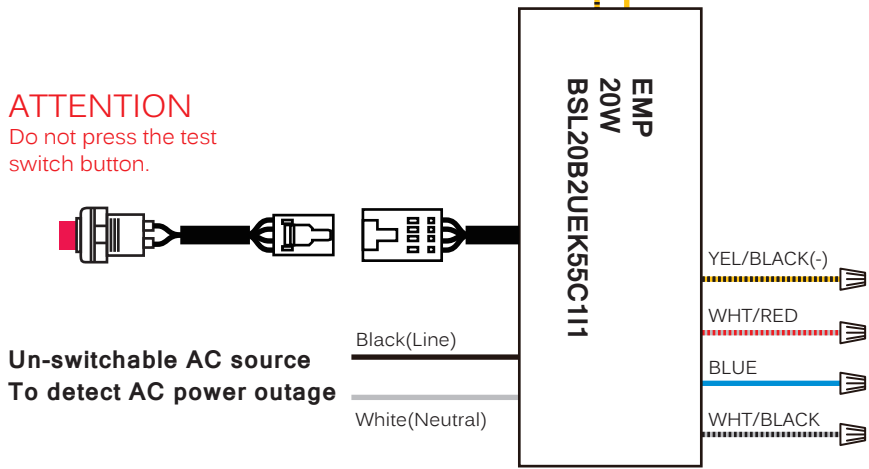 ATTENTION
Do not press the test
switch button.
EMP
20W
BSL20B2UEK55C1I1
YEL/BLACK(-)
WHT/RED
BLUE
WHT/BLACK
Black(Line)
Un-switchable AC source
To detect AC power outage
White(Neutral)